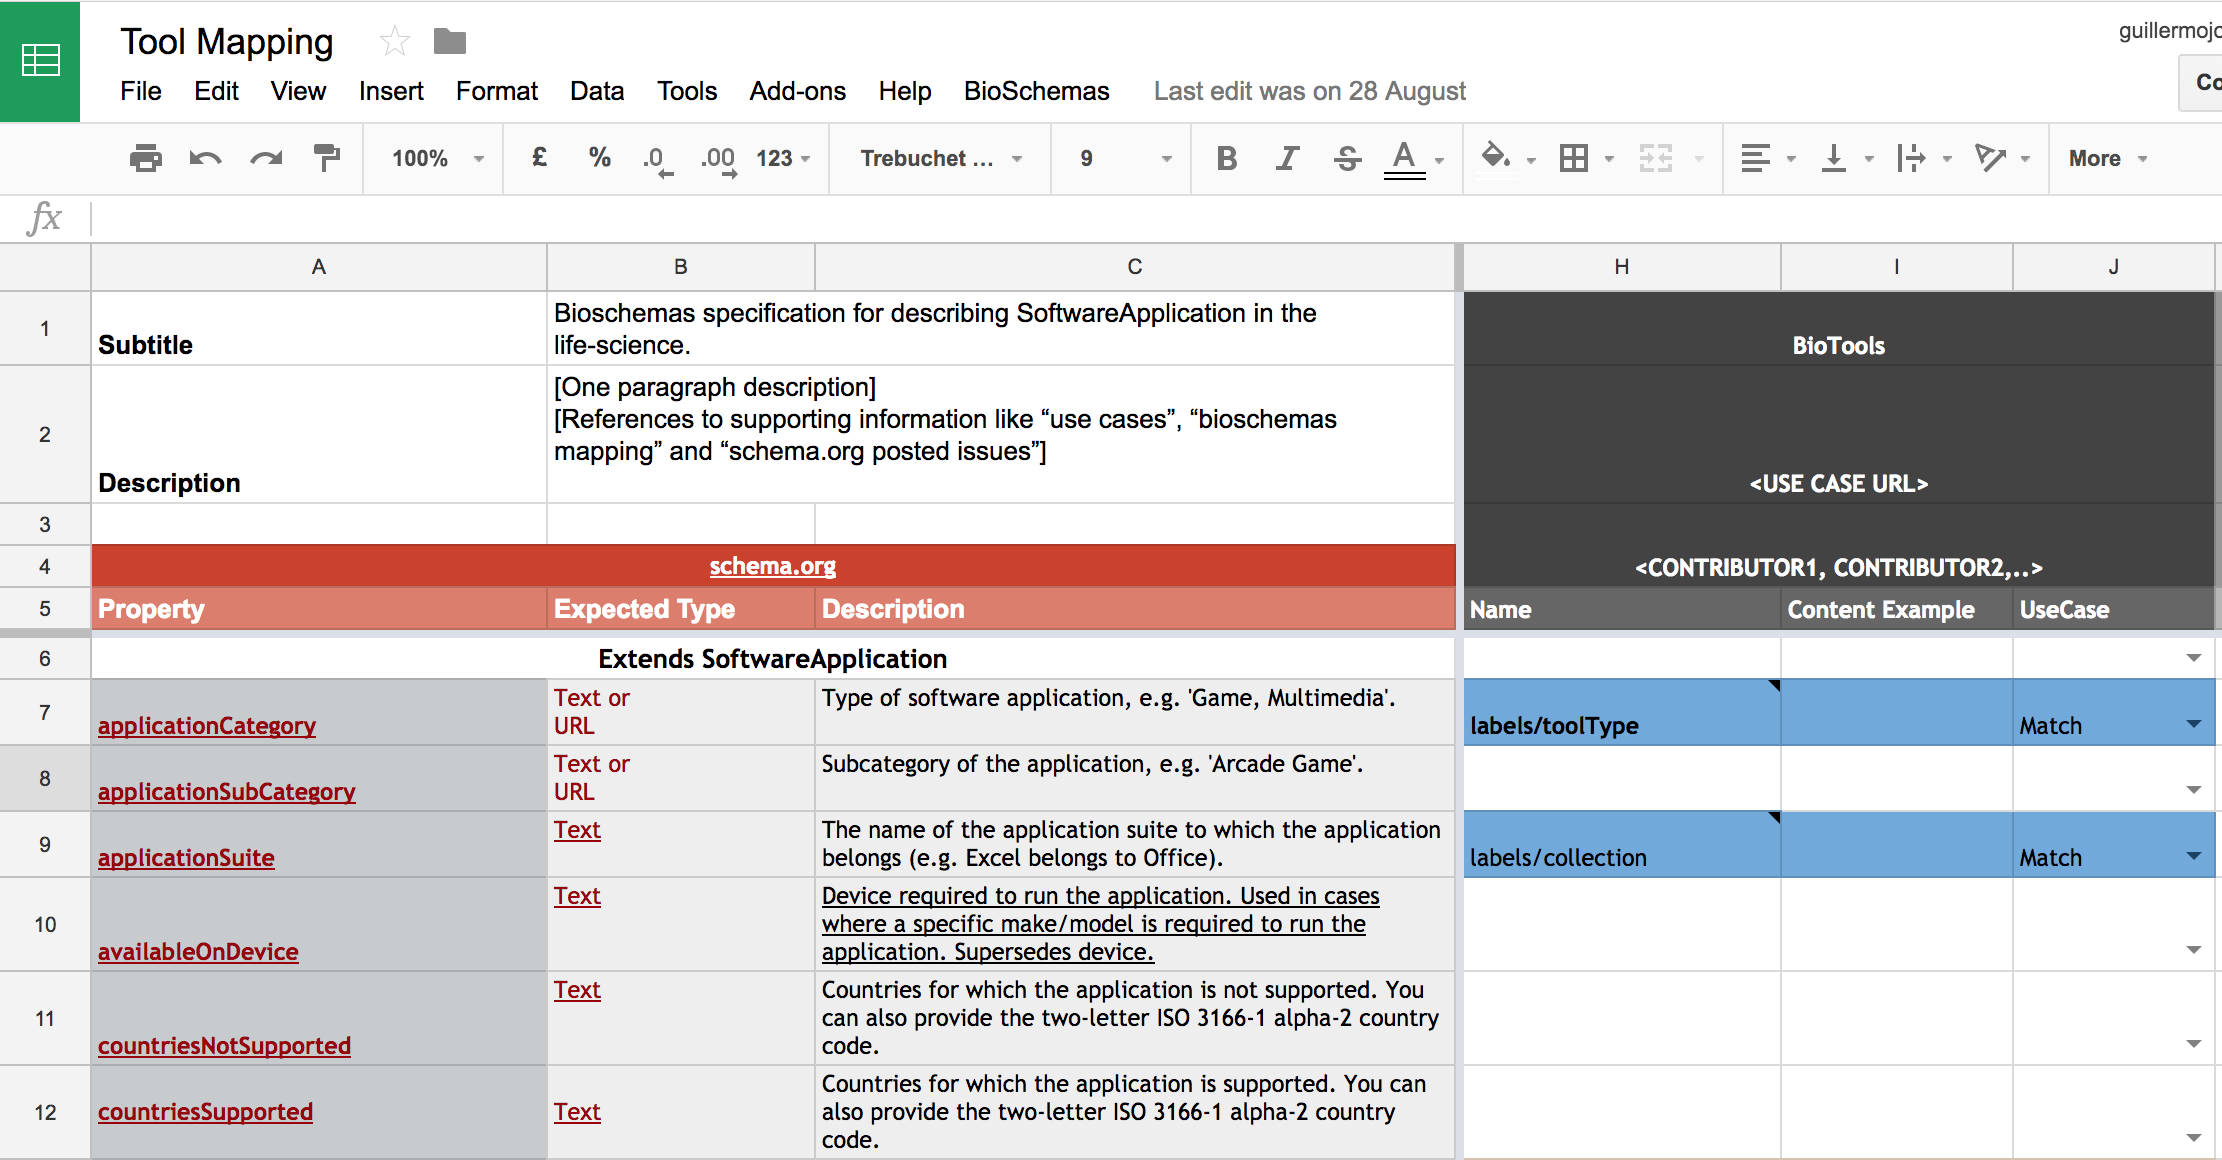 Tool Mapping
guillermojo
File Edit View Insert Format Data Tools Add-ons Help BioSchemas Last edit was on 28 August
Co
100% £ % .0 .00 123 Trebuchet ... 9 B I S A More
fx
A B C H I J
1
Subtitle
Bioschemas specification for describing SoftwareApplication in the
life-science.
BioTools
2
Description
[One paragraph description]
[References to supporting information like “use cases”, “bioschemas
mapping” and “schema.org posted issues”]
<USE CASE URL>
3
4
schema.org
<CONTRIBUTOR1, CONTRIBUTOR2,..>
5
Property Expected Type Description Name Content Example UseCase
6
Extends SoftwareApplication
7
applicationCategory
Text or
URL
Type of software application, e.g. 'Game, Multimedia'.
labels/toolType
Match
8
applicationSubCategory
Text or
URL
Subcategory of the application, e.g. 'Arcade Game'.
9
applicationSuite
Text
The name of the application suite to which the application
belongs (e.g. Excel belongs to Office).
labels/collection
Match
10
availableOnDevice
Text
Device required to run the application. Used in cases
where a specific make/model is required to run the
application. Supersedes device.
11
countriesNotSupported
Text
Countries for which the application is not supported. You
can also provide the two-letter ISO 3166-1 alpha-2 country
code.
12
countriesSupported
Text
Countries for which the application is supported. You can
also provide the two-letter ISO 3166-1 alpha-2 country
code.